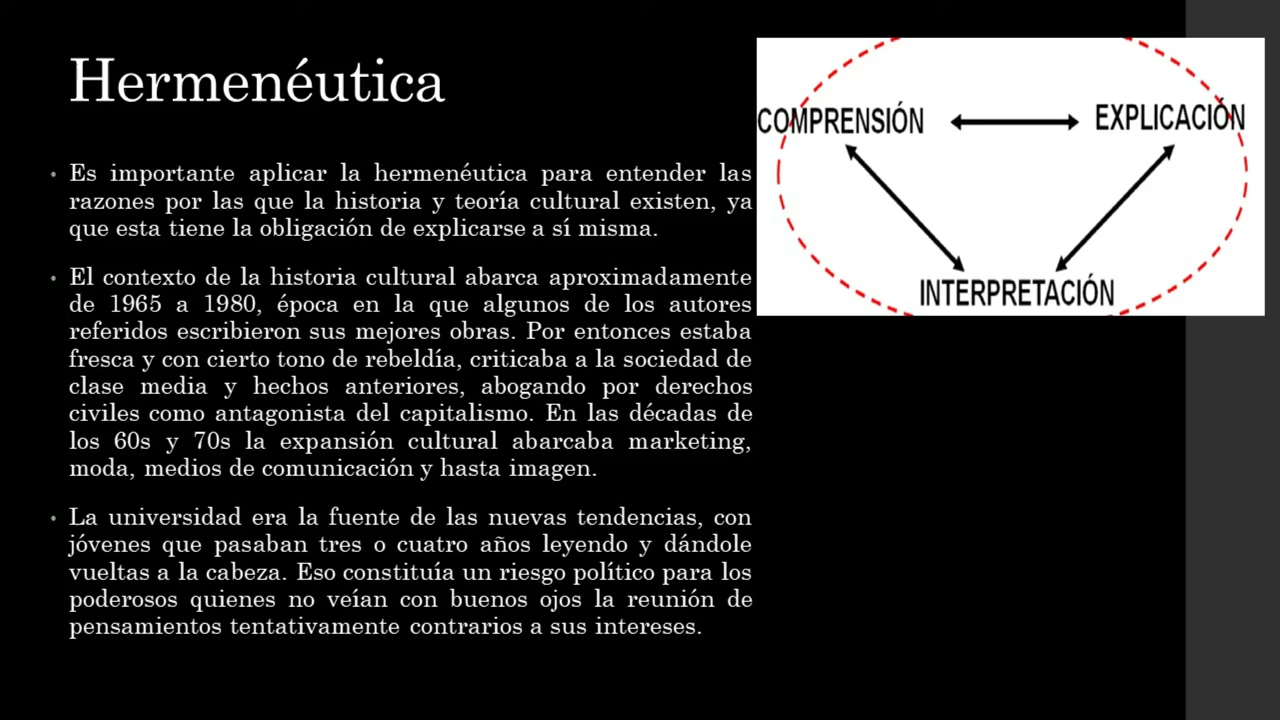 Hermenéutica
• Es importante aplicar la hermenéutica para entender las
razones por las que la historia y teoría cultural existen, ya
que esta tiene la obligación de explicarse a sí misma.
• El contexto de la historia cultural abarca aproximadamente
de 1965 a 1980, época en la que algunos de los autores
referidos escribieron sus mejores obras. Por entonces estaba
fresca y con cierto tono de rebeldía, criticaba a la sociedad de
clase media y hechos anteriores, abogando por derechos
civiles como antagonista del capitalismo. En las décadas de
los 60s y 70s la expansión cultural abarcaba marketing,
moda, medios de comunicación y hasta imagen.
• La universidad era la fuente de las nuevas tendencias, con
jóvenes que pasaban tres o cuatro años leyendo y dándole
vueltas a la cabeza. Eso constituía un riesgo político para los
poderosos quienes no veían con buenos ojos la reunión de
pensamientos tentativamente contrarios a sus intereses.
COMPRENSIÓN
EXPLICACIÓN
INTERPRETACIÓN